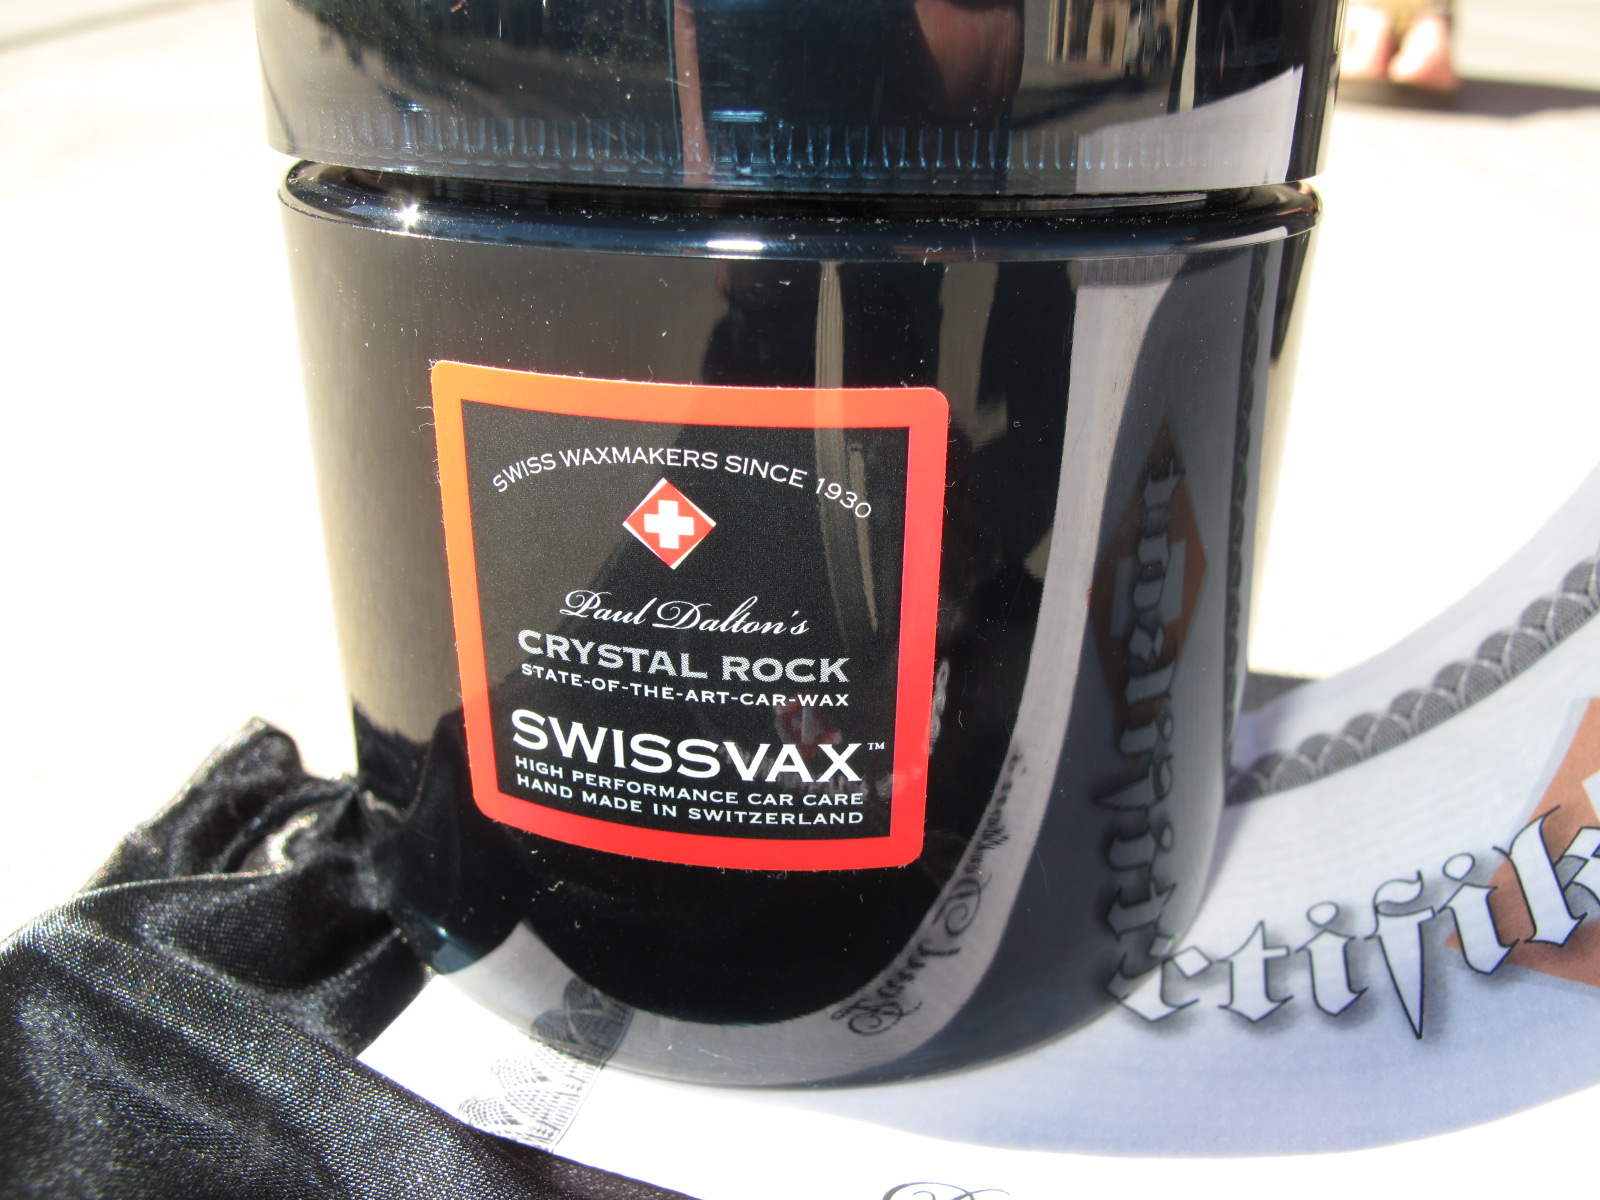 SWISS WAXMAKERS SINCE 1930
Paul Dalton's
CRYSTAL ROCK
STATE-OF-THE-ART-CAR-WAX
SWISSVAX™
HIGH PERFORMANCE CAR CARE
HAND MADE IN SWITZERLAND
rtifik